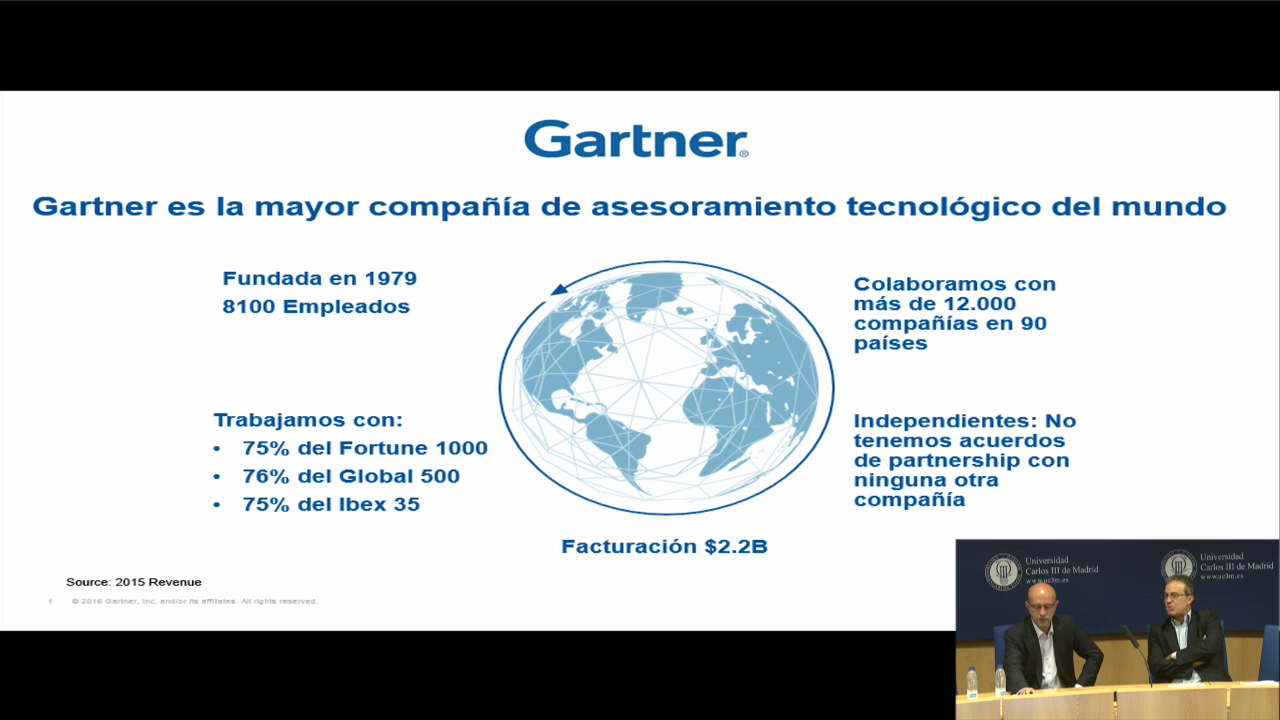 Gartner®
Gartner es la mayor compañía de asesoramiento tecnológico del mundo
Fundada en 1979
8100 Empleados
Trabajamos con:
• 75% del Fortune 1000
• 76% del Global 500
• 75% del Ibex 35
Colaboramos con
más de 12.000
compañías en 90
países
Independientes: No
tenemos acuerdos
de partnership con
ninguna otra
compañía
Facturación $2.2B
Source: 2015 Revenue
1 © 2016 Gartner, Inc. and/or its affiliates. All rights reserved.
Universidad
Carlos III de Madrid
www.uc3m.es
Universidad
Carlos III de Madrid
www.uc3m.es